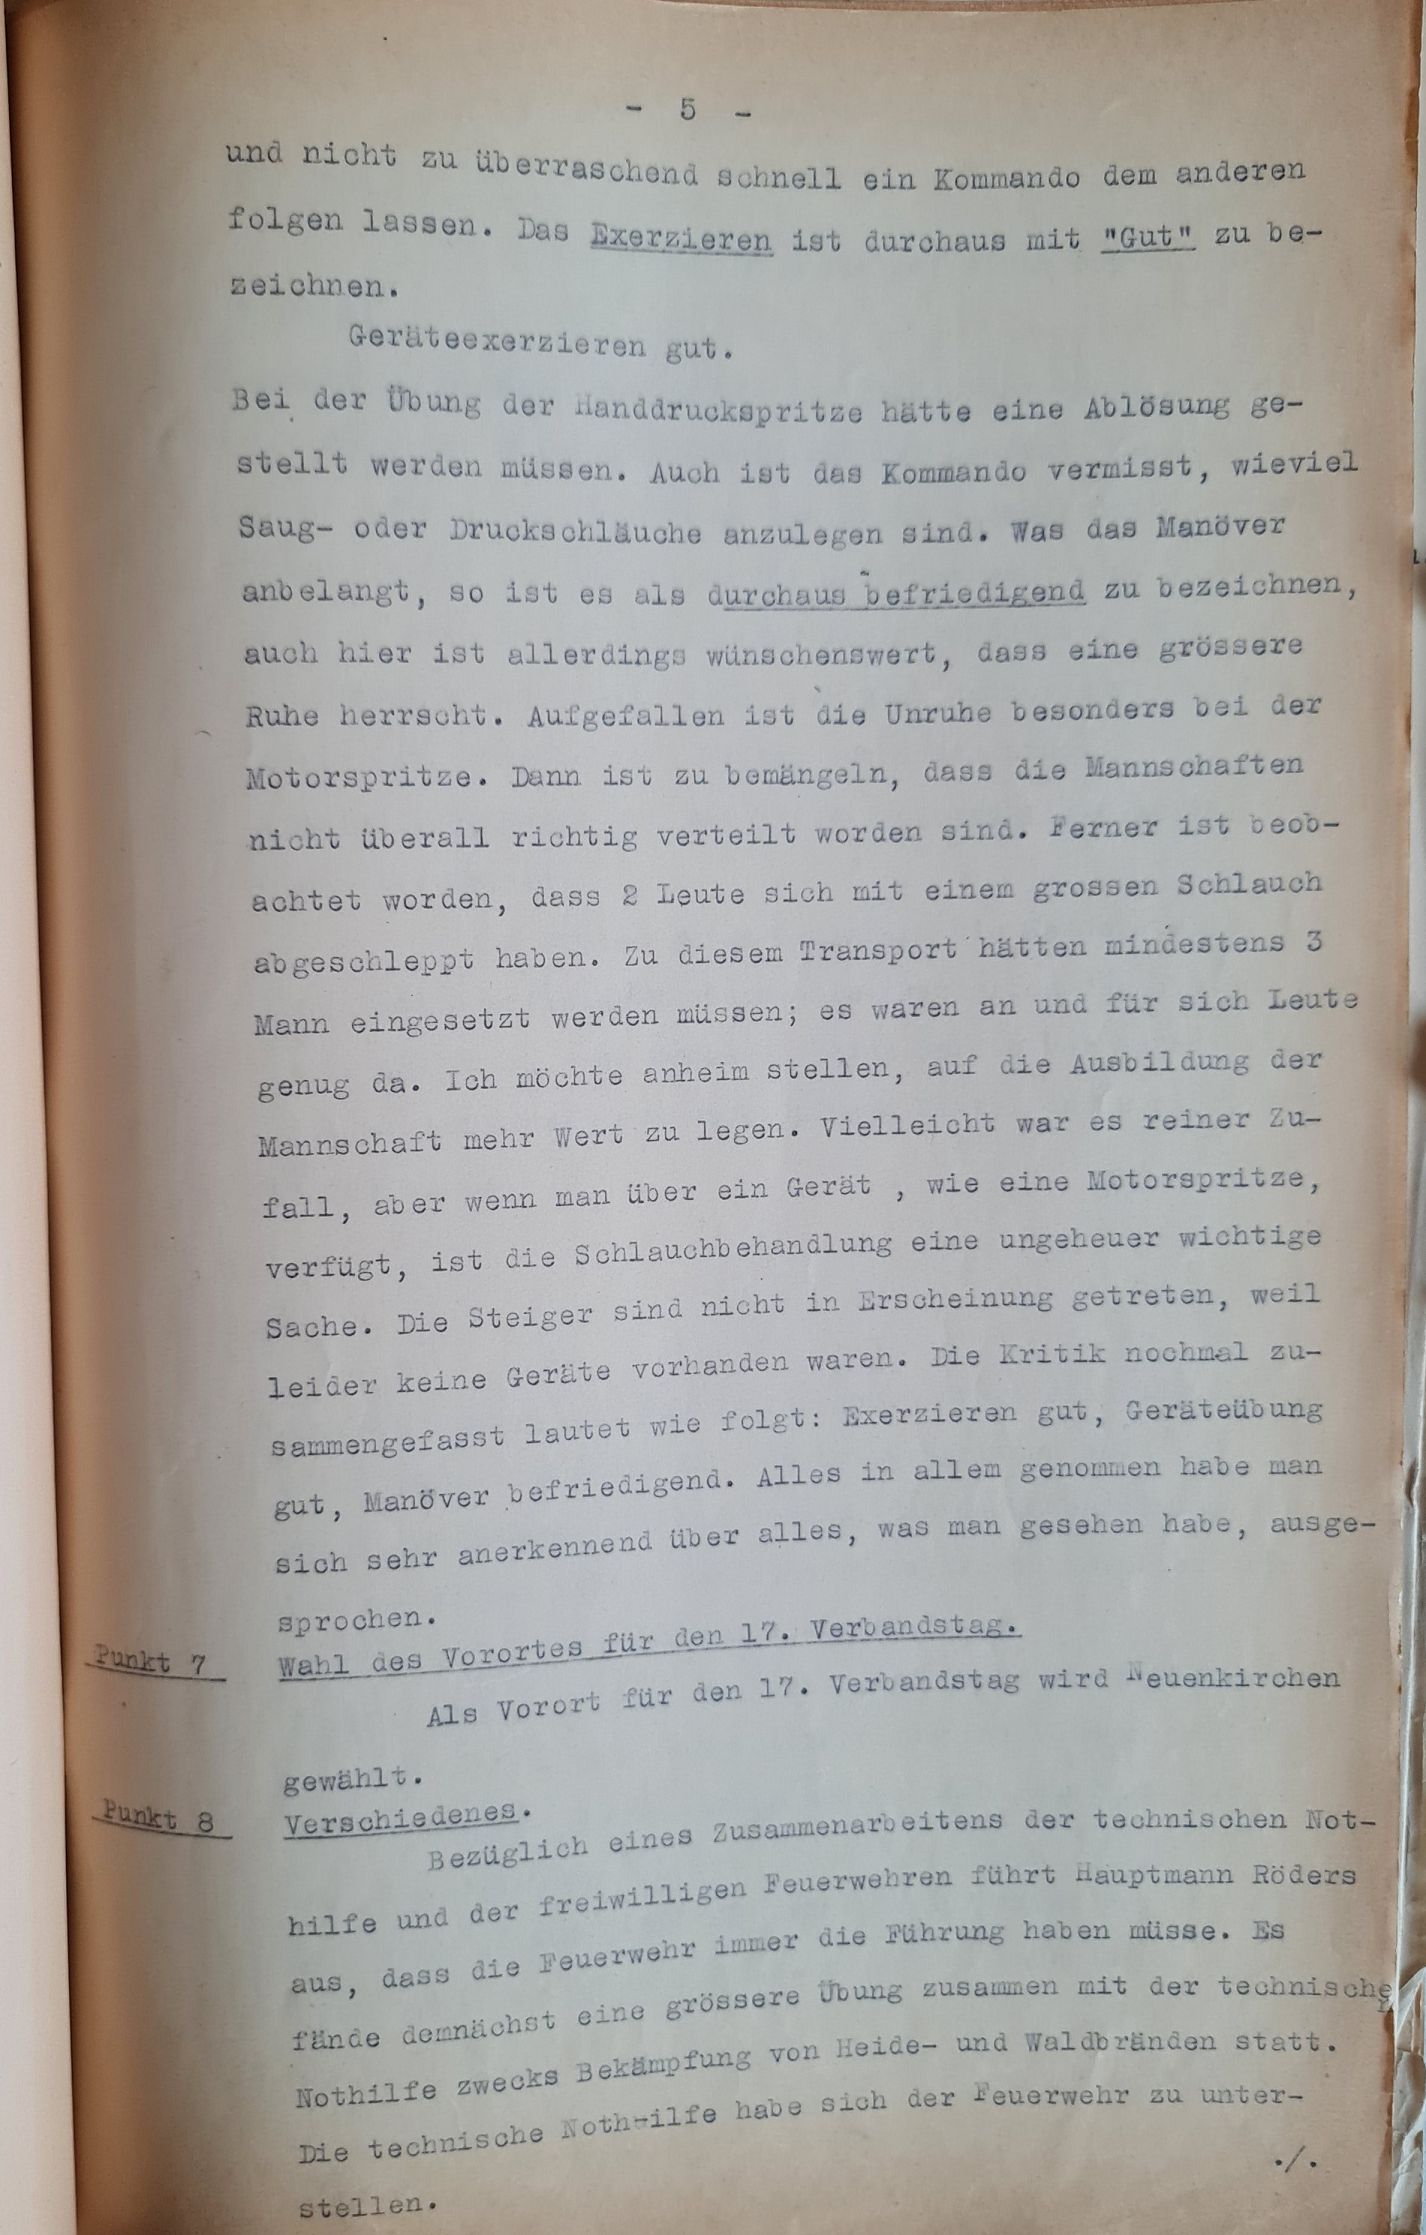 - 5 -
und nicht zu überraschend schnell ein Kommando dem anderen
folgen lassen. Das Exerzieren ist durchaus mit "Gut" zu be-
zeichnen.
Geräteexerzieren gut.
Bei der Übung der Handdruckspritze hätte eine Ablösung ge-
stellt werden müssen. Auch ist das Kommando vermisst, wieviel
Saug- oder Druckschläuche anzulegen sind. Was das Manöver
anbelangt, so ist es als durchaus befriedigend zu bezeichnen,
auch hier ist allerdings wünschenswert, dass eine grössere
Ruhe herrscht. Aufgefallen ist die Unruhe besonders bei der
Motorspritze. Dann ist zu bemängeln, dass die Mannschaften
nicht überall richtig verteilt worden sind. Ferner ist beob-
achtet worden, dass 2 Leute sich mit einem grossen Schlauch
abgeschleppt haben. Zu diesem Transport hätten mindestens 3
Mann eingesetzt werden müssen; es waren an und für sich Leute
genug da. Ich möchte anheim stellen, auf die Ausbildung der
Mannschaft mehr Wert zu legen. Vielleicht war es reiner Zu-
fall, aber wenn man über ein Gerät , wie eine Motorspritze,
verfügt, ist die Schlauchbehandlung eine ungeheuer wichtige
Sache. Die Steiger sind nicht in Erscheinung getreten, weil
leider keine Geräte vorhanden waren. Die Kritik nochmal zu-
sammengefasst lautet wie folgt: Exerzieren gut, Geräteübung
gut, Manöver befriedigend. Alles in allem genommen habe man
sich sehr anerkennend über alles, was man gesehen habe, ausge-
sprochen.
Punkt 7 Wahl des Vorortes für den 17. Verbandstag.
Als Vorort für den 17. Verbandstag wird Neuenkirchen
gewählt.
Punkt 8 Verschiedenes.
Bezüglich eines Zusammenarbeitens der technischen Not-
hilfe und der freiwilligen Feuerwehren führt Hauptmann Röders
aus, dass die Feuerwehr immer die Führung haben müsse. Es
fände demnächst eine grössere Übung zusammen mit der technische
Nothilfe zwecks Bekämpfung von Heide- und Waldbränden statt.
Die technische Noth-ilfe habe sich der Feuerwehr zu unter-
./.
stellen.